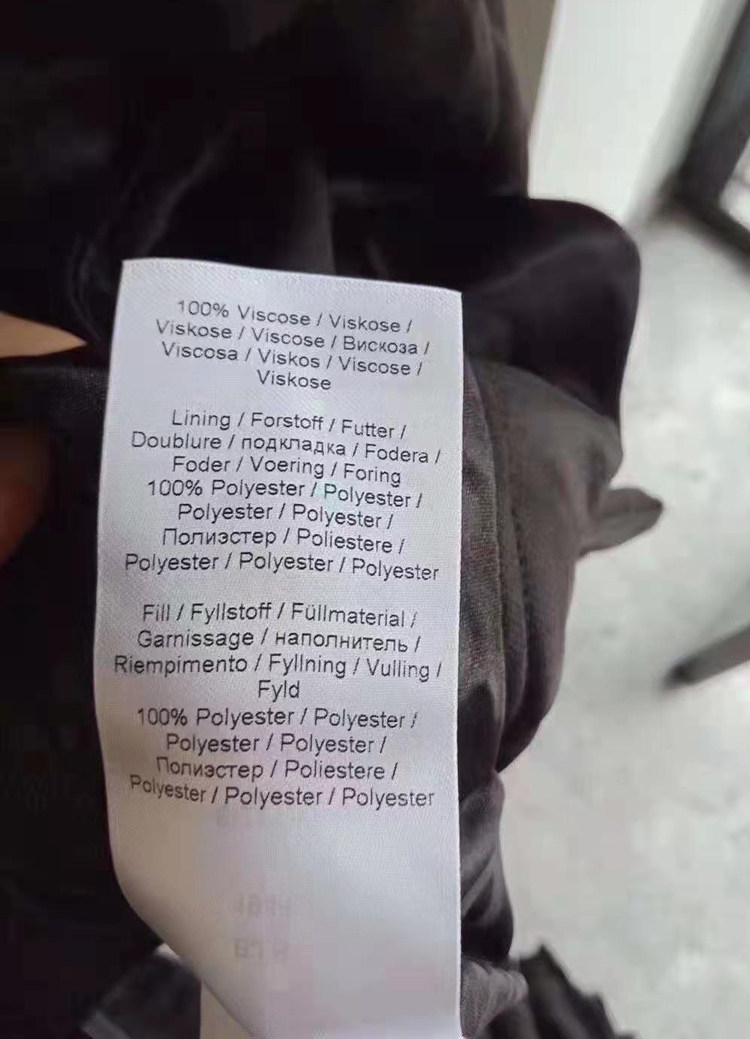 100% Viscose / Viskose /
Viskose / Viscose / Вискоза /
Viscosa / Viskos / Viscose /
Viskose
Lining / Forstoff / Futter /
Doublure / подкладка / Fodera /
Foder / Voering / Foring
100% Polyester / Polyester /
Polyester / Polyester /
Полиэстер / Poliestere /
Polyester / Polyester / Polyester
Fill / Fyllstoff / Füllmaterial /
Garnissage / наполнитель /
Riempimento / Fyllning / Vulling /
Fyld
100% Polyester / Polyester /
Polyester / Polyester /
Полиэстер / Poliestere /
Polyester / Polyester / Polyester